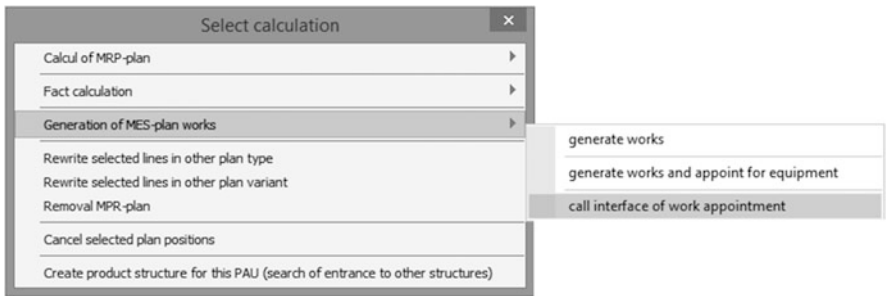 Select calculation
Calcul of MRP-plan
Fact calculation
Generation of MES-plan works
generate works
generate works and appoint for equipment
call interface of work appointment
Rewrite selected lines in other plan type
Rewrite selected lines in other plan variant
Removal MPR-plan
Cancel selected plan positions
Create product structure for this PAU (search of entrance to other structures)